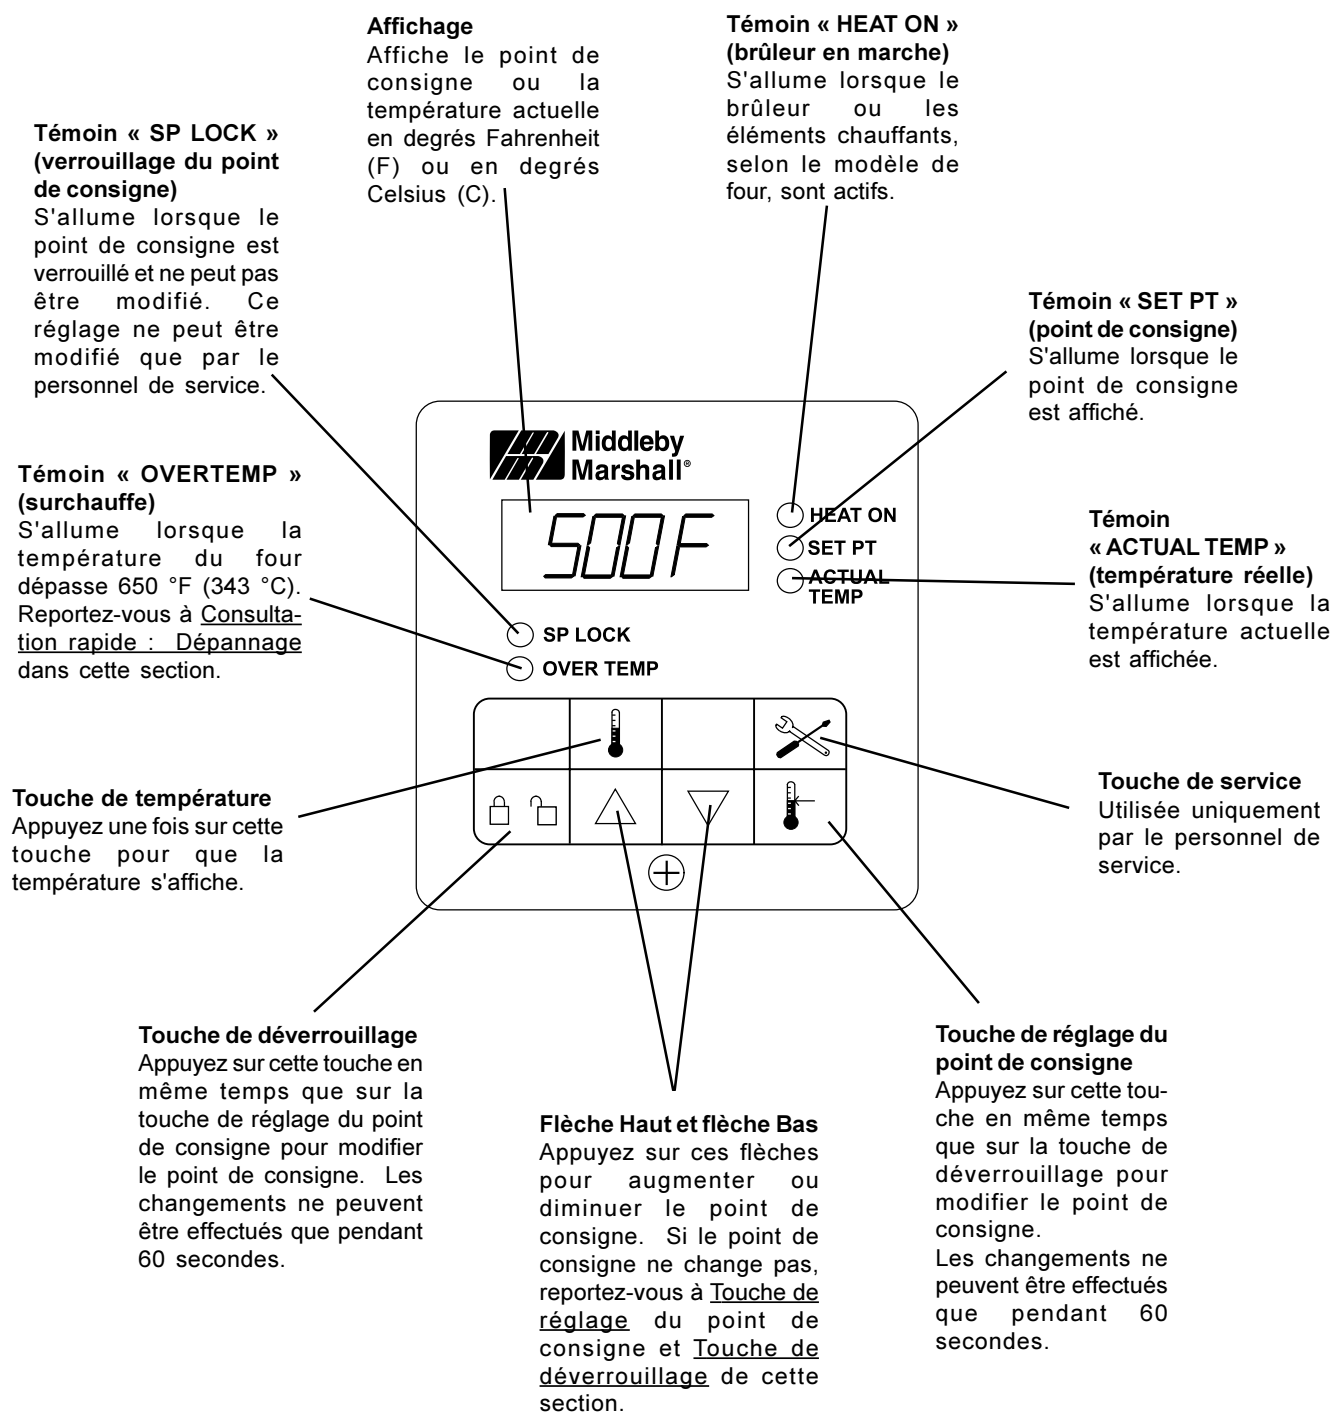 Affichage
Affiche le point de
consigne ou la
température actuelle
en degrés Fahrenheit
(F) ou en degrés
Celsius (C).
Témoin « HEAT ON »
(brûleur en marche)
S'allume lorsque le
brûleur ou les
éléments chauffants,
selon le modèle de
four, sont actifs.
Témoin « SP LOCK »
(verrouillage du point
de consigne)
S'allume lorsque le
point de consigne est
verrouillé et ne peut pas
être modifié. Ce
réglage ne peut être
modifié que par le
personnel de service.
Témoin « SET PT »
(point de consigne)
S'allume lorsque le
point de consigne
est affiché.
Témoin « OVERTEMP »
(surchauffe)
S'allume lorsque la
température du four
dépasse 650 °F (343 °C).
Reportez-vous à Consulta-
tion rapide : Dépannage
dans cette section.
Middleby
Marshall®
500F
HEAT ON
SET PT
ACTUAL
TEMP
SP LOCK
OVER TEMP
Témoin
« ACTUAL TEMP »
(température réelle)
S'allume lorsque la
température actuelle
est affichée.
Touche de température
Appuyez une fois sur cette
touche pour que la
température s'affiche.
Touche de service
Utilisée uniquement
par le personnel de
service.
Touche de déverrouillage
Appuyez sur cette touche en
même temps que sur la
touche de réglage du point
de consigne pour modifier
le point de consigne. Les
changements ne peuvent
être effectués que pendant
60 secondes.
Flèche Haut et flèche Bas
Appuyez sur ces flèches
pour augmenter ou
diminuer le point de
consigne. Si le point de
consigne ne change pas,
reportez-vous à Touche de
réglage du point de
consigne et Touche de
déverrouillage de cette
section.
Touche de réglage du
point de consigne
Appuyez sur cette tou-
che en même temps
que sur la touche de
déverrouillage pour
modifier le point de
consigne.
Les changements ne
peuvent être effectués
que pendant 60
secondes.